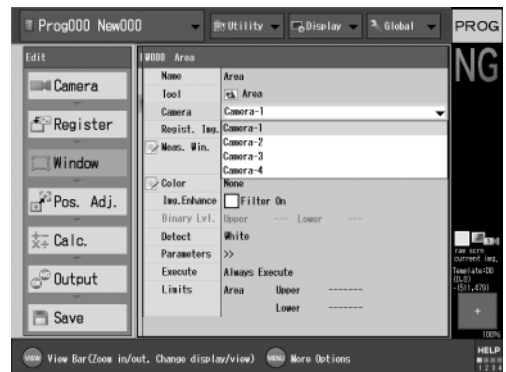 Prog000 New000
Utility
Display
Global
PROG
NG
Edit
Camera
Register
Window
Pos. Adj.
Calc.
Output
Save
W000 Area
Name Area
Tool Area
Camera Camera-1
Regist. Img. Camera-1
Meas. Win. Camera-2
Camera-3
Camera-4
Color None
Img.Enhance Filter On
Binary Lvl. Upper --- Lower ---
Detect White
Parameters >>
Execute Always Execute
Limits Area Upper -------
Lower -------
raw scrn
current img.
Template:00
(0,0)
-(511,479)
+
100%
VIEW View Bar(Zoom in/out. Change display/view) MENU More Options
HELP
1 2 3 4